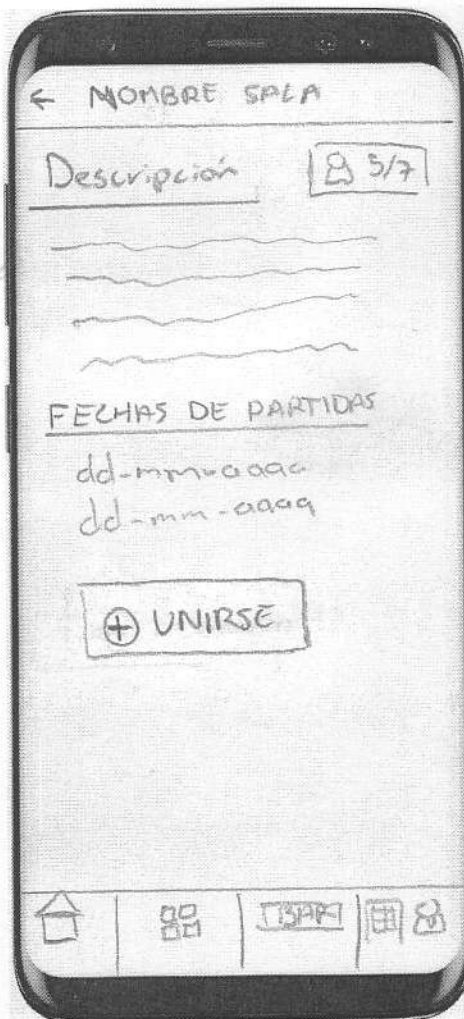 ← NOMBRE SALA
Descripción
5/7
FECHAS DE PARTIDAS
dd-mm-aaaa
dd-mm-aaaa
+ UNIRSE